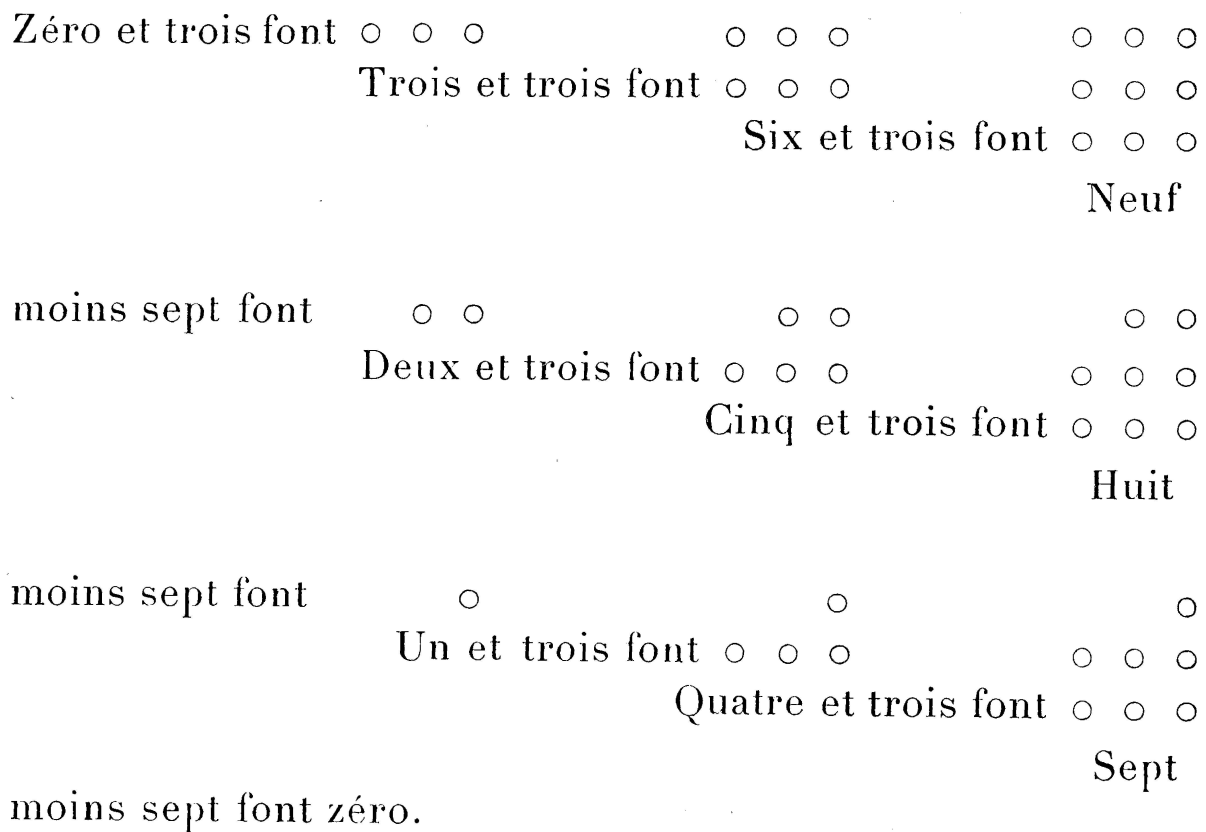 Zéro et trois font ○ ○ ○ ○ ○ ○ ○ ○ ○
Trois et trois font ○ ○ ○ ○ ○ ○
Six et trois font ○ ○ ○
Neuf
moins sept font ○ ○ ○ ○ ○ ○
Deux et trois font ○ ○ ○ ○ ○ ○
Cinq et trois font ○ ○ ○
Huit
moins sept font ○ ○ ○
Un et trois font ○ ○ ○ ○ ○ ○
Quatre et trois font ○ ○ ○
Sept
moins sept font zéro.